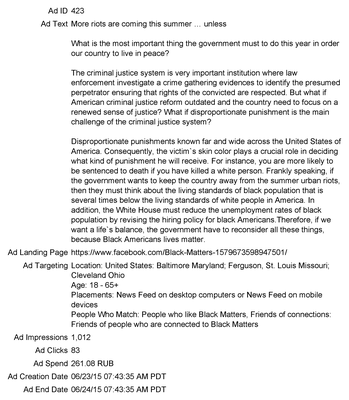 Ad ID 423
Ad Text More riots are coming this summer … unless
What is the most important thing the government must to do this year in order
our country to live in peace?
The criminal justice system is very important institution where law
enforcement investigate a crime gathering evidences to identify the presumed
perpetrator ensuring that rights of the convicted are respected. But what if
American criminal justice reform outdated and the country need to focus on a
renewed sense of justice? What if disproportionate punishment is the main
challenge of the criminal justice system?
Disproportionate punishments known far and wide across the United States of
America. Consequently, the victim`s skin color plays a crucial role in deciding
what kind of punishment he will receive. For instance, you are more likely to
be sentenced to death if you have killed a white person. Frankly speaking, if
the government wants to keep the country away from the summer urban riots,
then they must think about the living standards of black population that is
several times below the living standards of white people in America. In
addition, the White House must reduce the unemployment rates of black
population by revising the hiring policy for black Americans.Therefore, if we
want a life`s balance, the government have to reconsider all these things,
because Black Americans lives matter.
Ad Landing Page https://www.facebook.com/Black-Matters-1579673598947501/
Ad Targeting Location: United States: Baltimore Maryland; Ferguson, St. Louis Missouri;
Cleveland Ohio
Age: 18 - 65+
Placements: News Feed on desktop computers or News Feed on mobile
devices
People Who Match: People who like Black Matters, Friends of connections:
Friends of people who are connected to Black Matters
Ad Impressions 1,012
Ad Clicks 83
Ad Spend 261.08 RUB
Ad Creation Date 06/23/15 07:43:35 AM PDT
Ad End Date 06/24/15 07:43:35 AM PDT